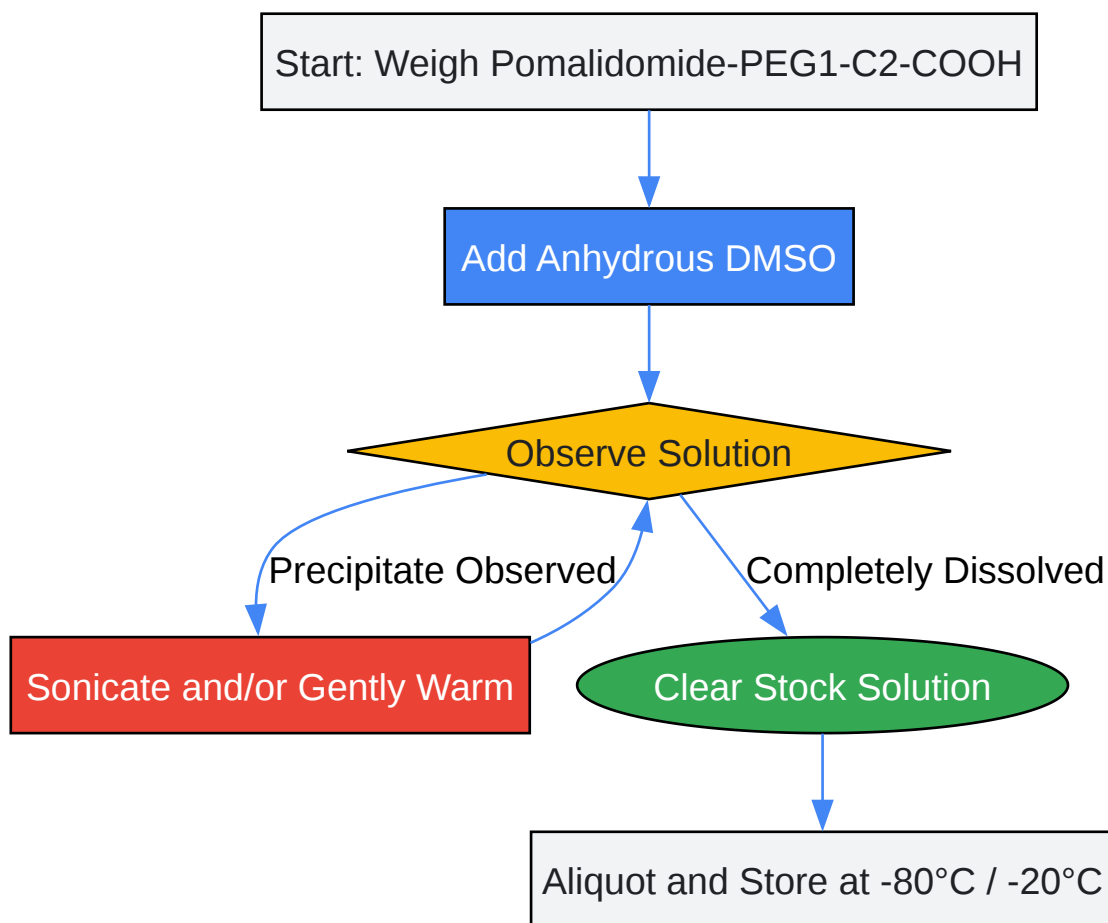 Start: Weigh Pomalidomide-PEG1-C2-COOH
Add Anhydrous DMSO
Observe Solution
Precipitate Observed
Completely Dissolved
Sonicate and/or Gently Warm
Clear Stock Solution
Aliquot and Store at -80°C / -20°C